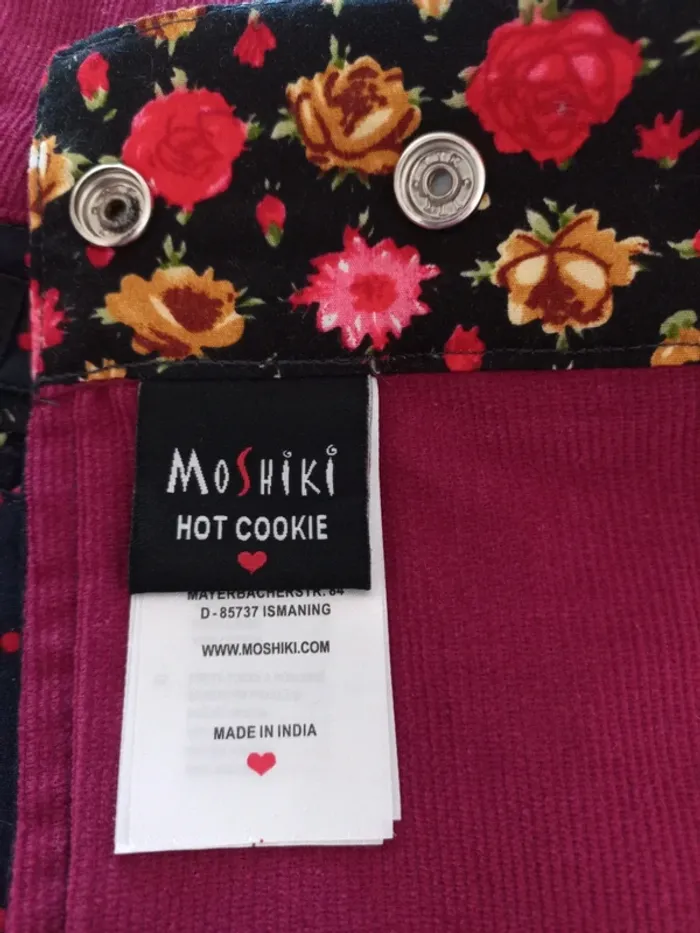 MOSHIKI
HOT COOKIE
MAYERBACHERSTR. 84
D-85737 ISMANING
WWW.MOSHIKI.COM
MADE IN INDIA